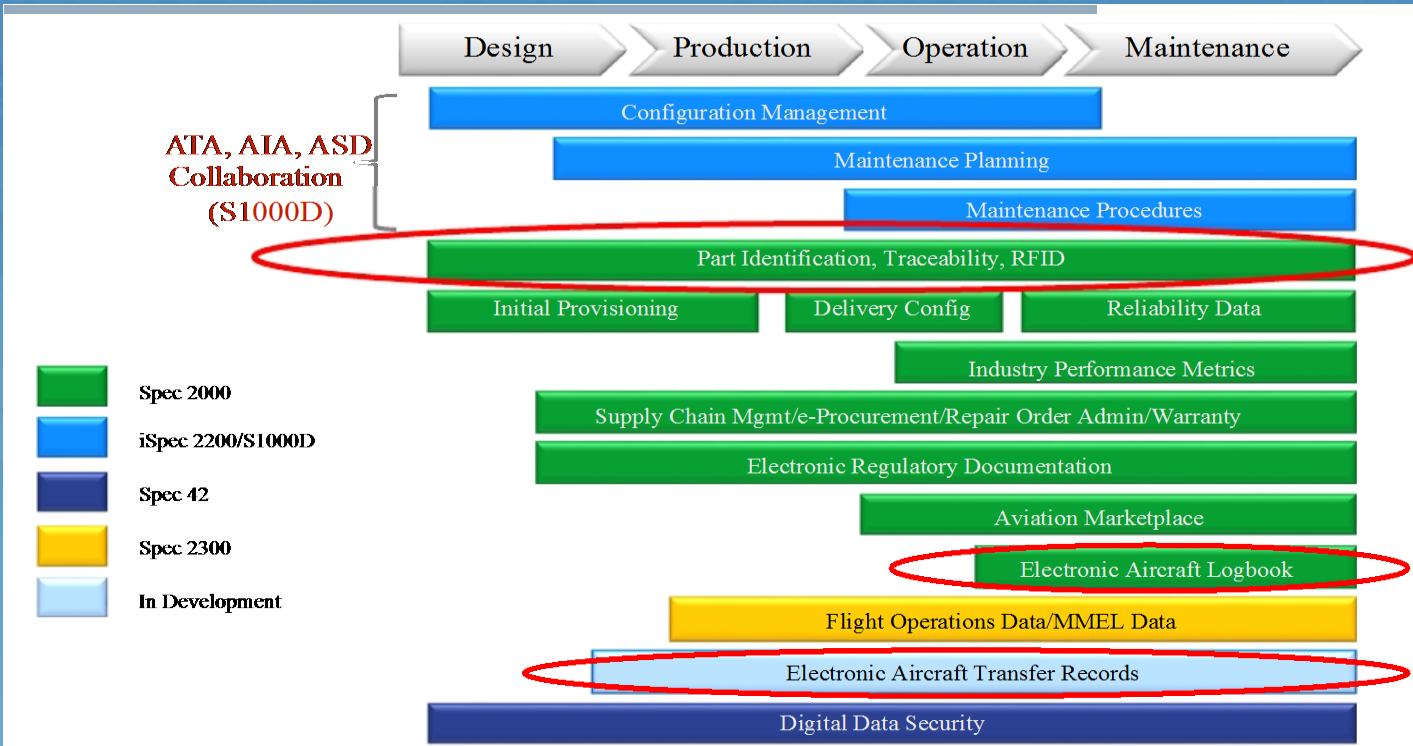 Design
Production
Operation
Maintenance
Configuration Management
ATA, AIA, ASD
Collaboration
(S1000D)
Maintenance Planning
Maintenance Procedures
Part Identification, Traceability, RFID
Initial Provisioning
Delivery Config
Reliability Data
Industry Performance Metrics
Spec 2000
Supply Chain Mgmt/e-Procurement/Repair Order Admin/Warranty
iSpec 2200/S1000D
Electronic Regulatory Documentation
Spec 42
Aviation Marketplace
Spec 2300
Electronic Aircraft Logbook
In Development
Flight Operations Data/MMEL Data
Electronic Aircraft Transfer Records
Digital Data Security